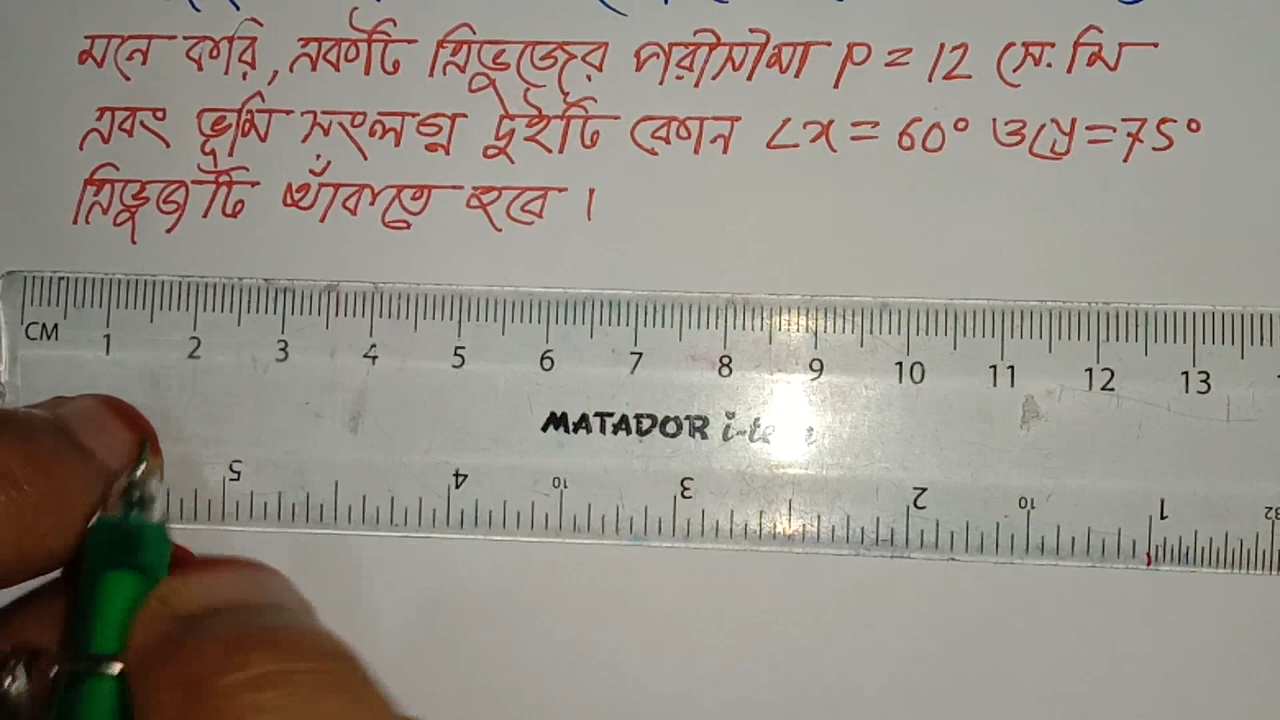 মনে করি, একটি ত্রিভুজের পরীসীমা P = 12 সে. মি
এবং ভূমি সংলগ্ন দুইটি কোন ∠x = 60° ও ∠y = 75°
ত্রিভুজটি আঁকতে হবে।
CM 1 2 3 4 5 6 7 8 9 10 11 12 13
MATADOR
5 4 10 3 2 10 1 32